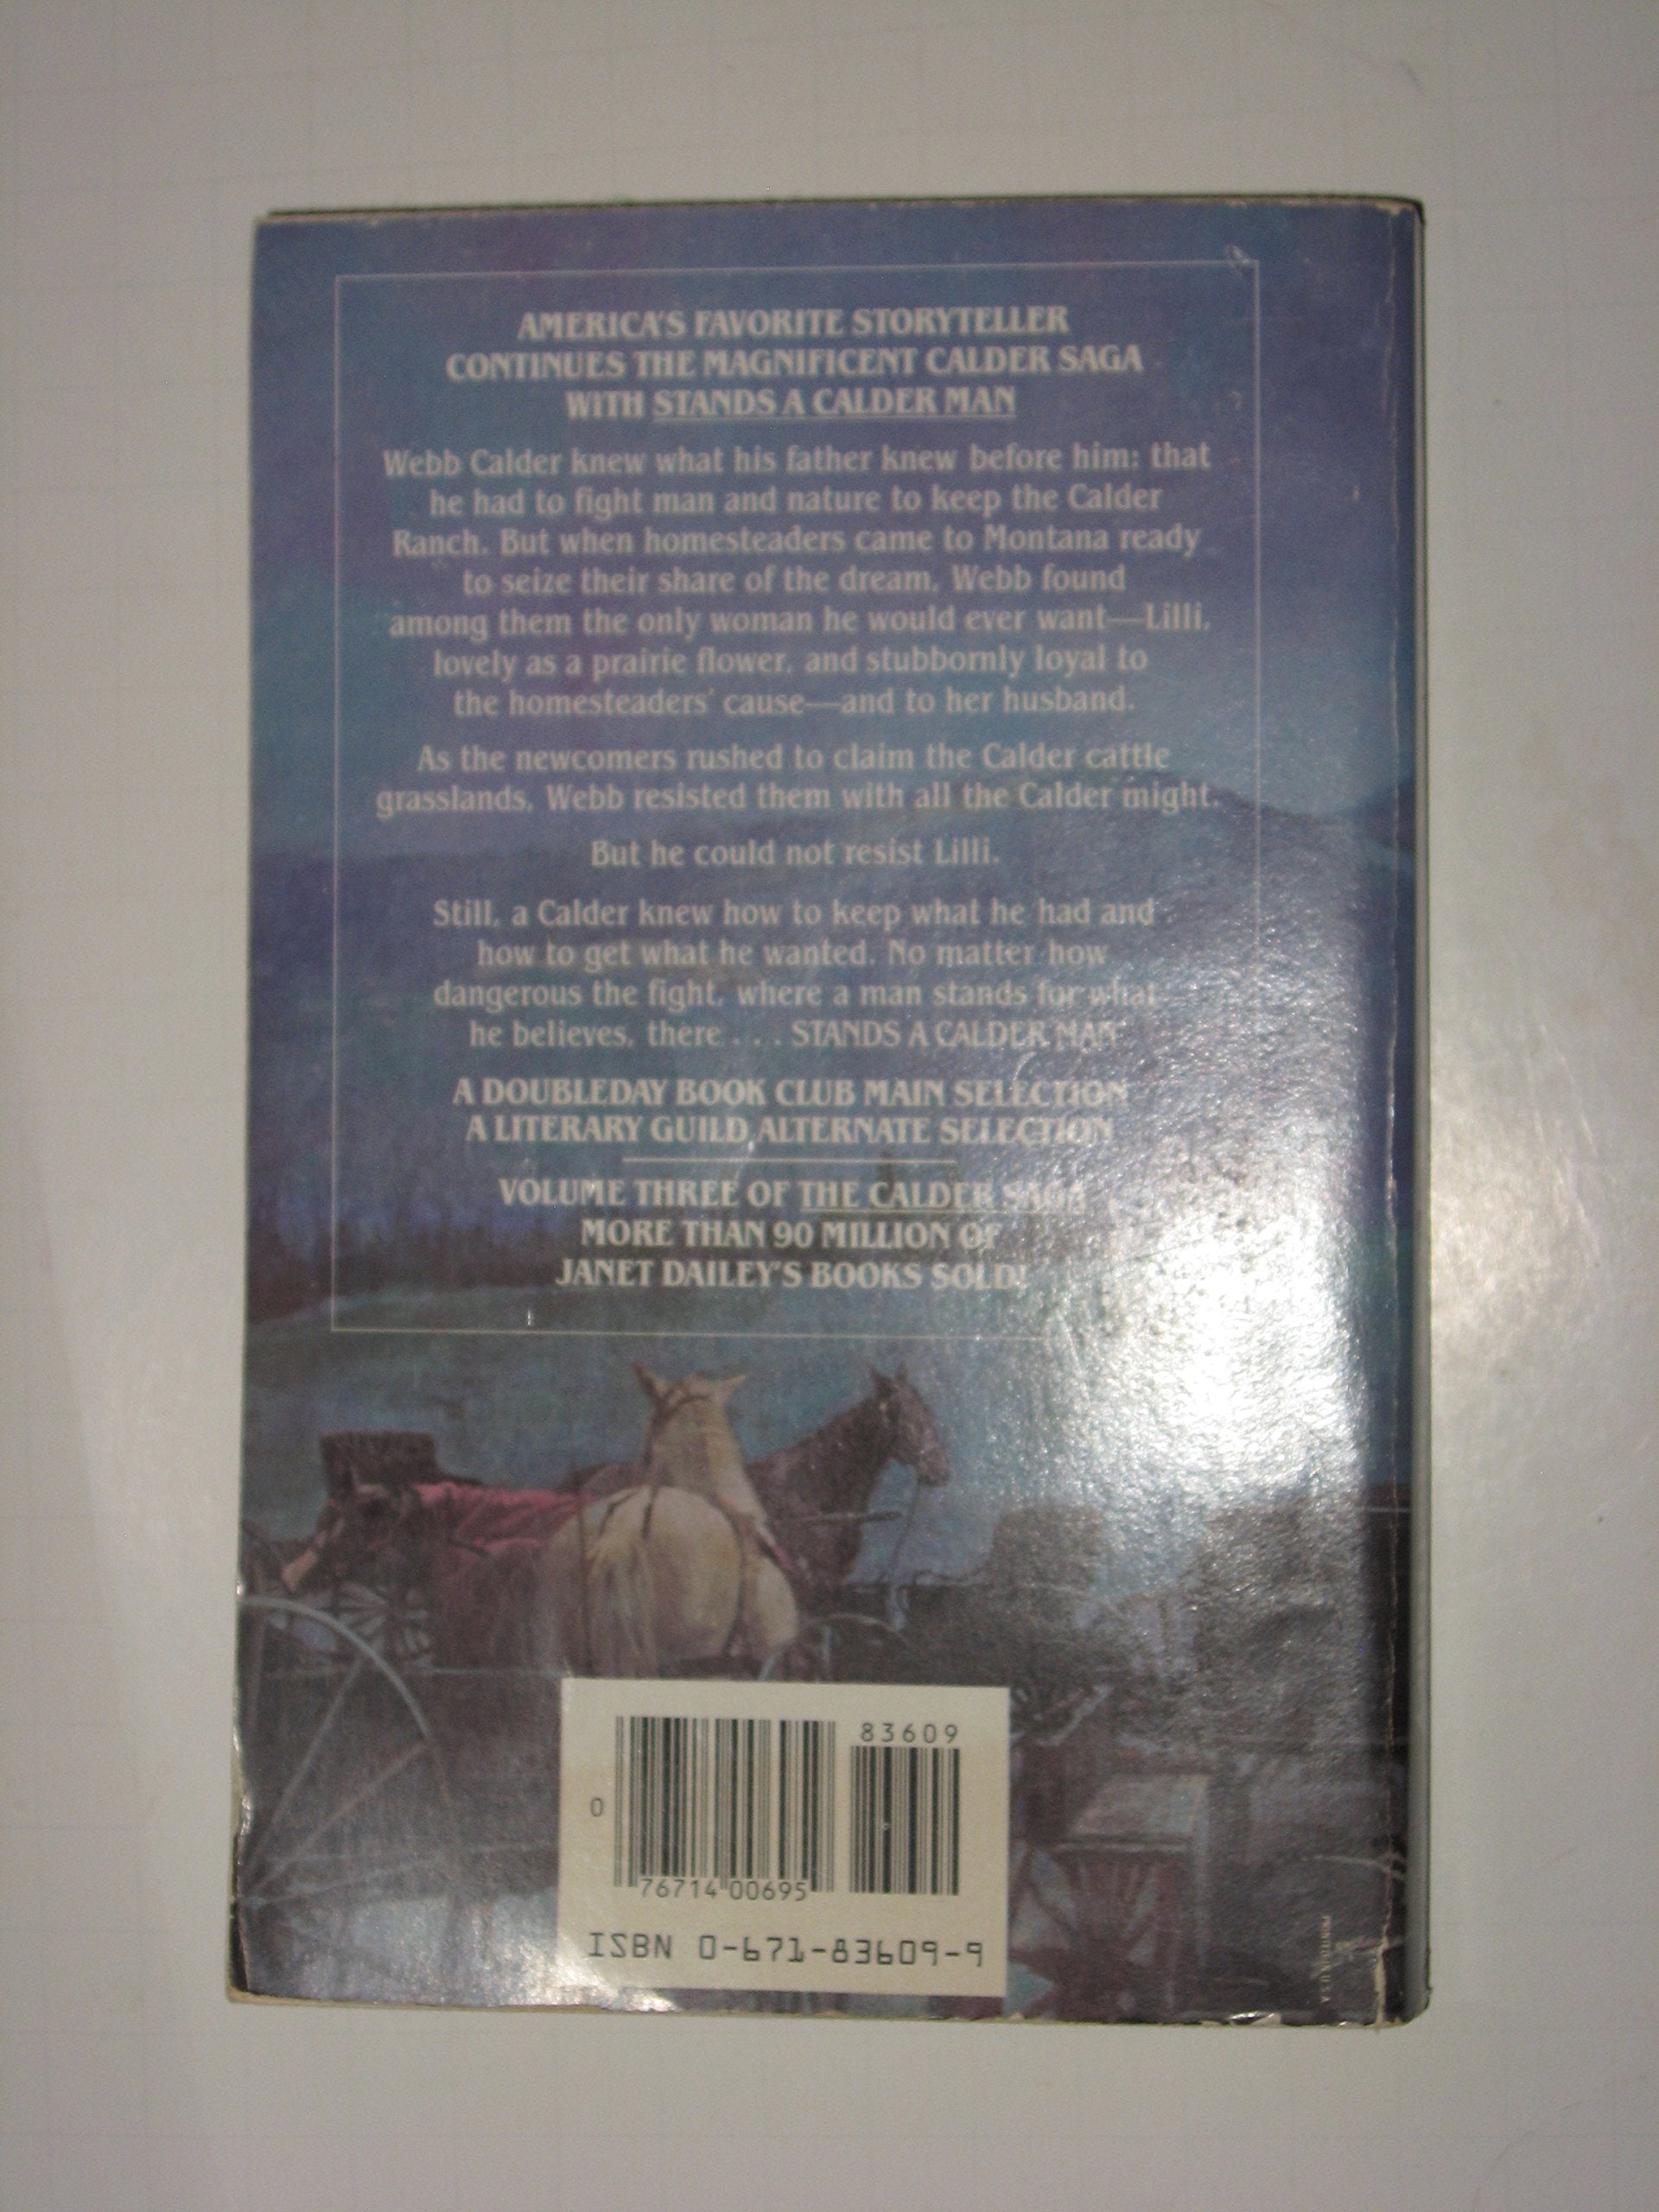 AMERICA'S FAVORITE STORYTELLER
CONTINUES THE MAGNIFICENT CALDER SAGA
WITH STANDS A CALDER MAN
Webb Calder knew what his father knew before him: that
he had to fight man and nature to keep the Calder
Ranch. But when homesteaders came to Montana ready
to seize their share of the dream, Webb found
among them the only woman he would ever want—Lilli,
lovely as a prairie flower, and stubbornly loyal to
the homesteaders' cause—and to her husband.
As the newcomers rushed to claim the Calder cattle
grasslands, Webb resisted them with all the Calder might.
But he could not resist Lilli.
Still, a Calder knew how to keep what he had and
how to get what he wanted. No matter how
dangerous the fight, where a man stands for what
he believes, there . . . STANDS A CALDER MAN
A DOUBLEDAY BOOK CLUB MAIN SELECTION
A LITERARY GUILD ALTERNATE SELECTION
VOLUME THREE OF THE CALDER SAGA
MORE THAN 90 MILLION OF
JANET DAILEY'S BOOKS SOLD!
83609
0
76714 00695
ISBN 0-671-83609-9